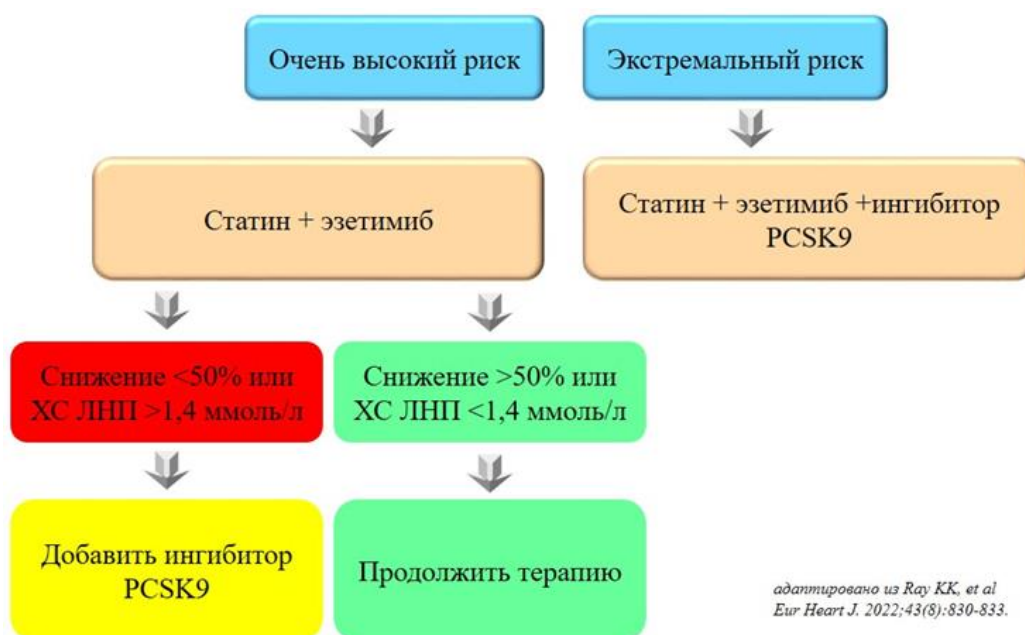 Очень высокий риск
Экстремальный риск
Статин + эзетимиб
Статин + эзетимиб +ингибитор
PCSK9
Снижение <50% или
ХС ЛНП >1,4 ммоль/л
Снижение >50% или
ХС ЛНП <1,4 ммоль/л
Добавить ингибитор
PCSK9
Продолжить терапию
адаптировано из Ray KK, et al
Eur Heart J. 2022;43(8):830-833.